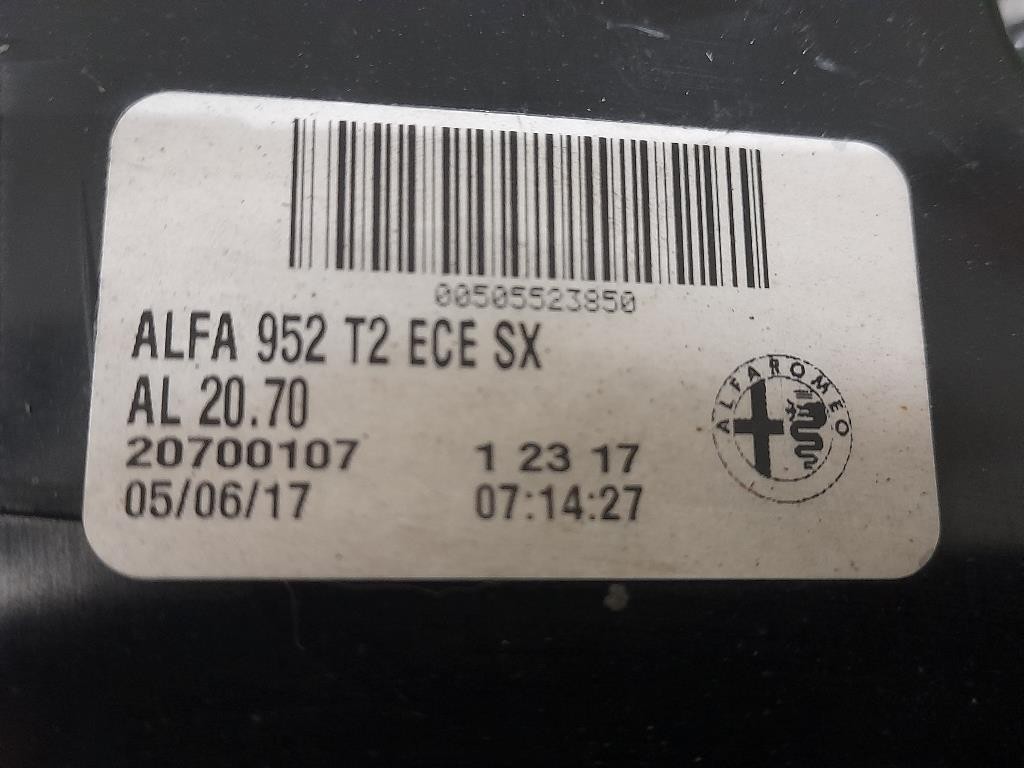 00505523850
ALFA 952 T2 ECE SX
AL 20.70
20700107 1 23 17
05/06/17 07:14:27
ALFA ROMEO